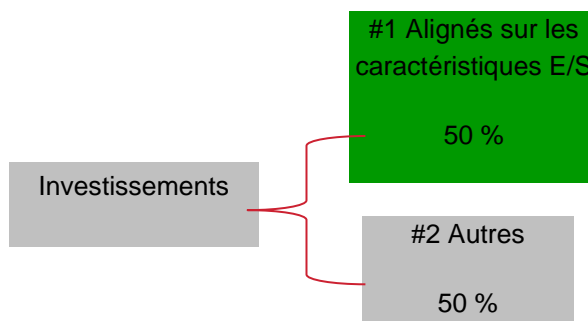 #1 Alignés sur les
caractéristiques E/S
50 %
Investissements
#2 Autres
50 %